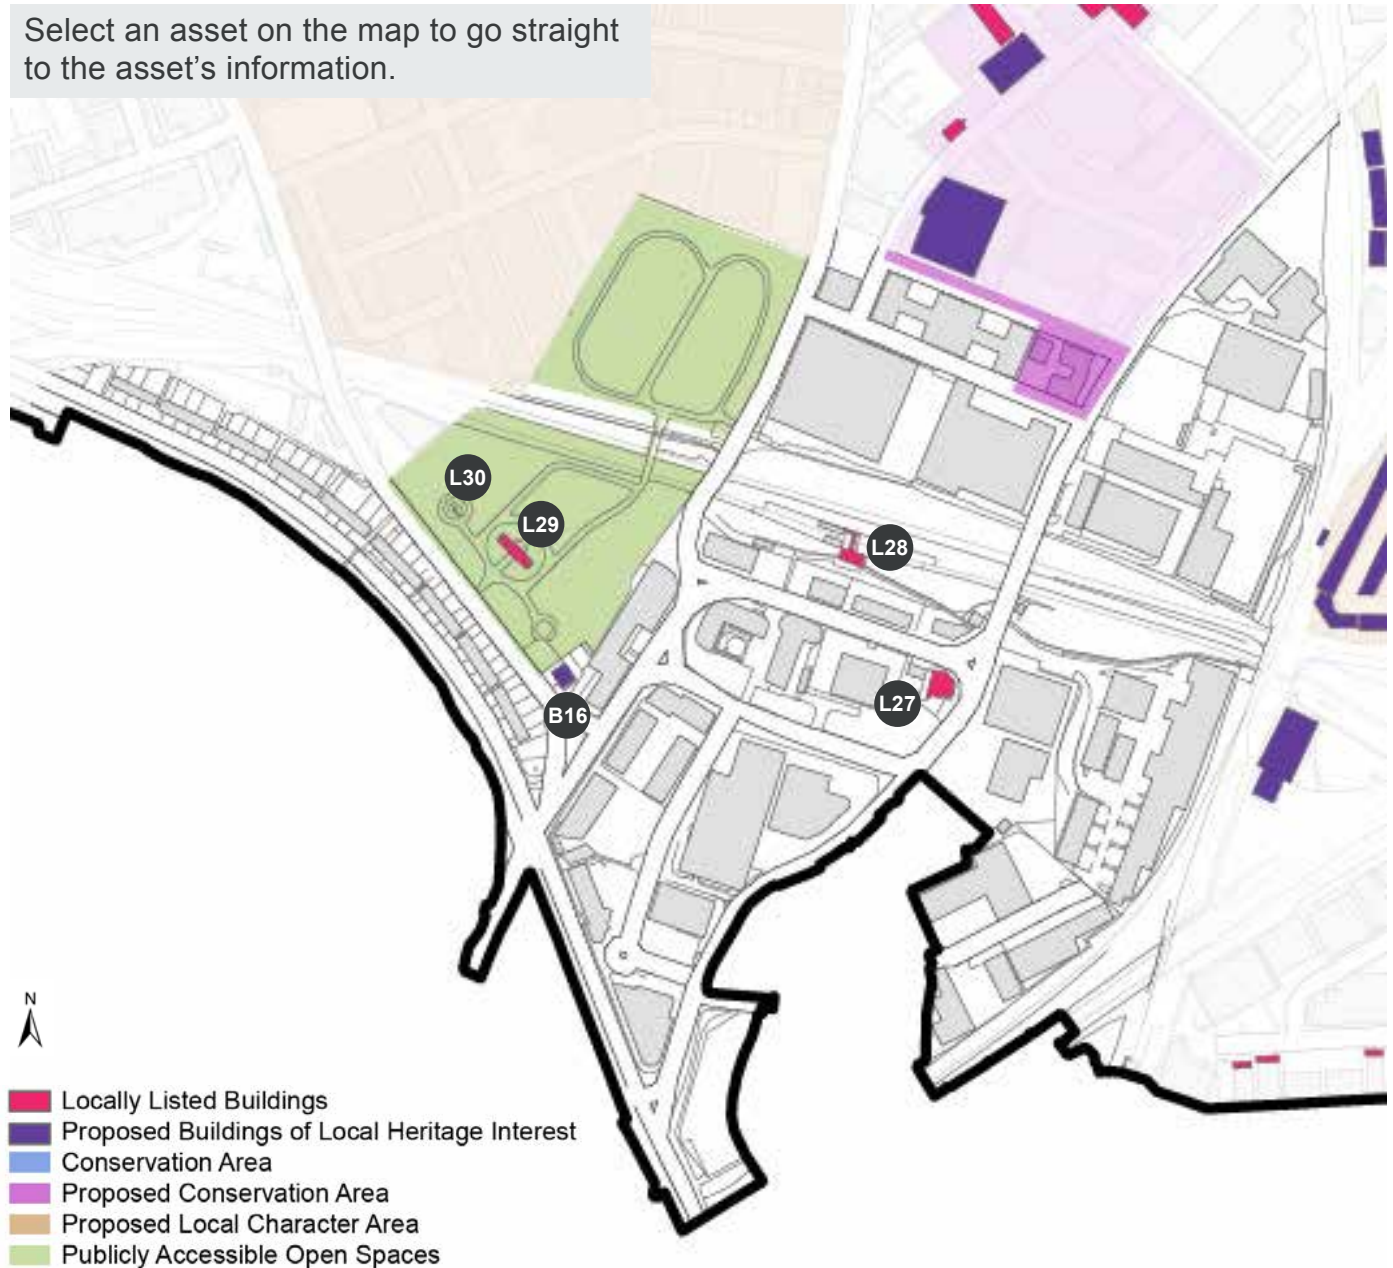 Select an asset on the map to go straight
to the asset's information.
L30
L29
L28
L27
B16
N
Locally Listed Buildings
Proposed Buildings of Local Heritage Interest
Conservation Area
Proposed Conservation Area
Proposed Local Character Area
Publicly Accessible Open Spaces